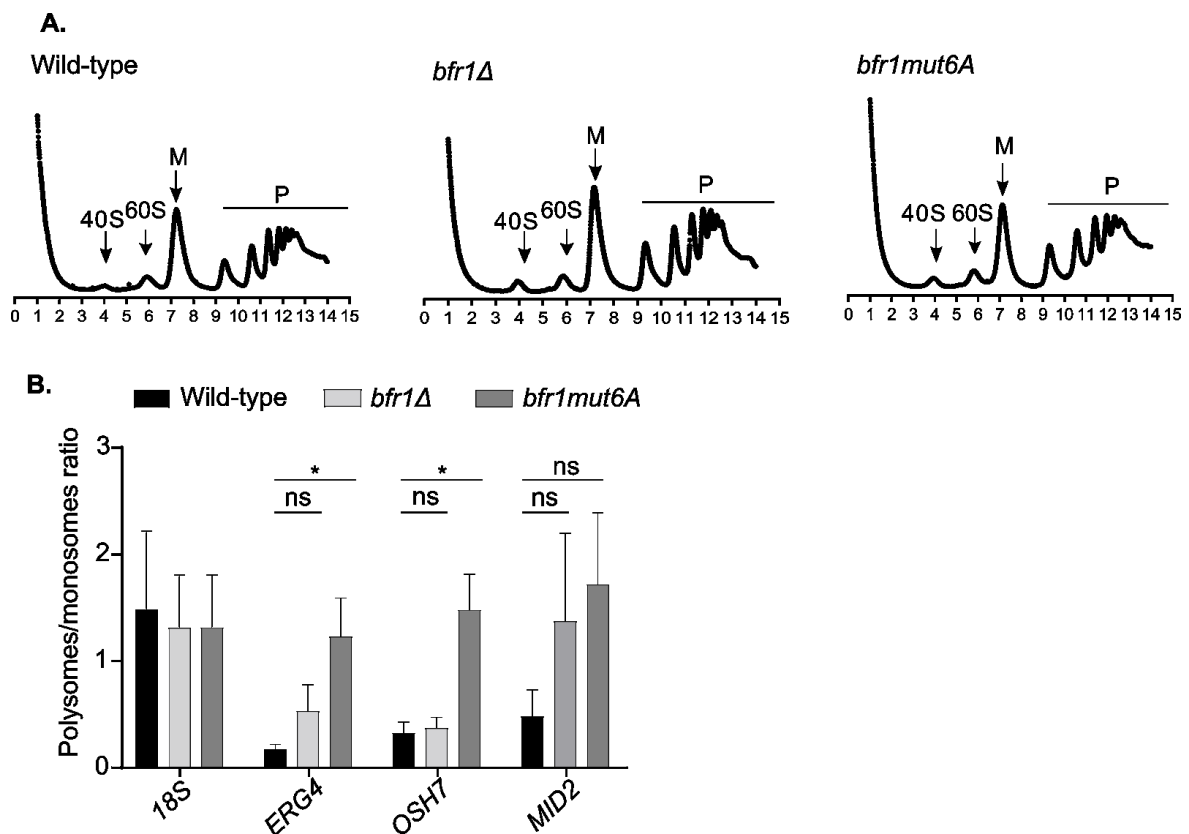 A.
Wild-type
bfr1Δ
bfr1mut6A
40S 60S M P
40S 60S M P
40S 60S M P
0 1 2 3 4 5 6 7 8 9 10 11 12 13 14 15
0 1 2 3 4 5 6 7 8 9 10 11 12 13 14 15
0 1 2 3 4 5 6 7 8 9 10 11 12 13 14 15
B.
Wild-type bfr1Δ bfr1mut6A
Polysomes/monosomes ratio
3
2
1
0
* * ns
ns ns ns
18S ERG4 OSH7 MID2